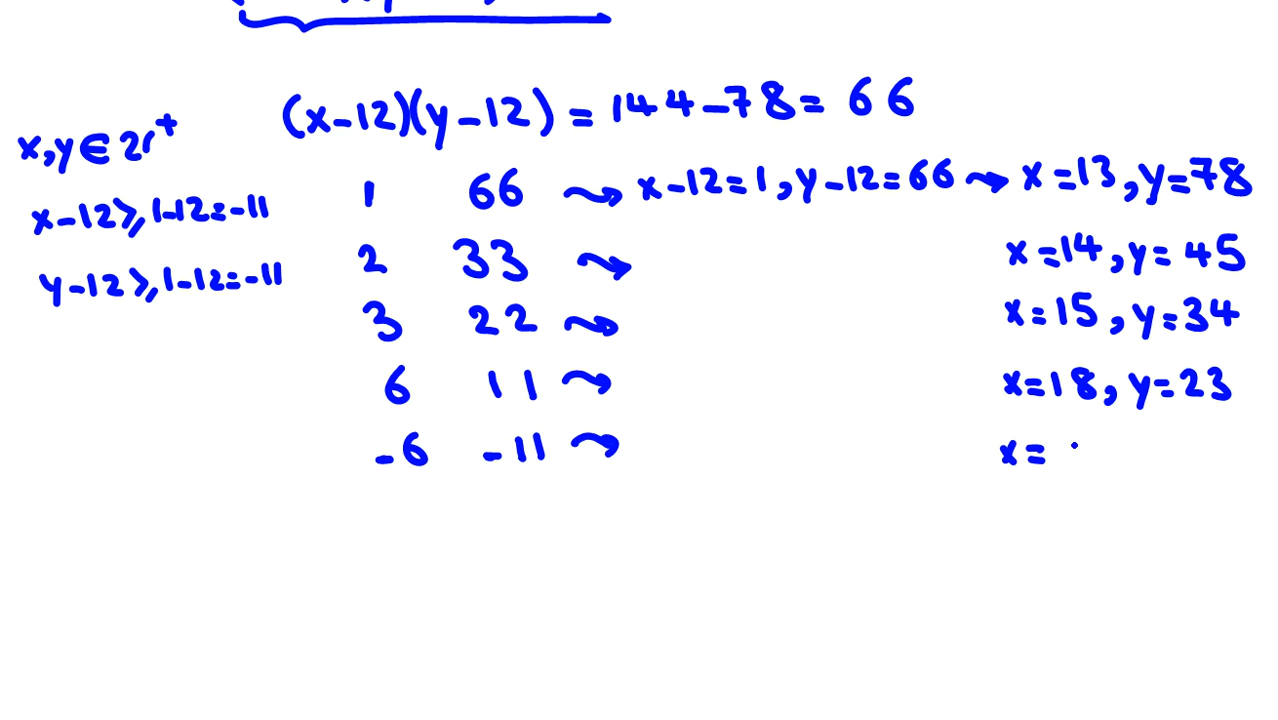 (x-12)(y-12) = 144-78 = 66
x,y ∈ ℤ⁺
1 66 ⇝ x-12=1, y-12=66 ⇝ x=13, y=78
x-12 ≥ 1-12 = -11
2 33 ⇝ x=14, y=45
y-12 ≥ 1-12 = -11
3 22 ⇝ x=15, y=34
6 11 ⇝ x=18, y=23
-6 -11 ⇝ x=